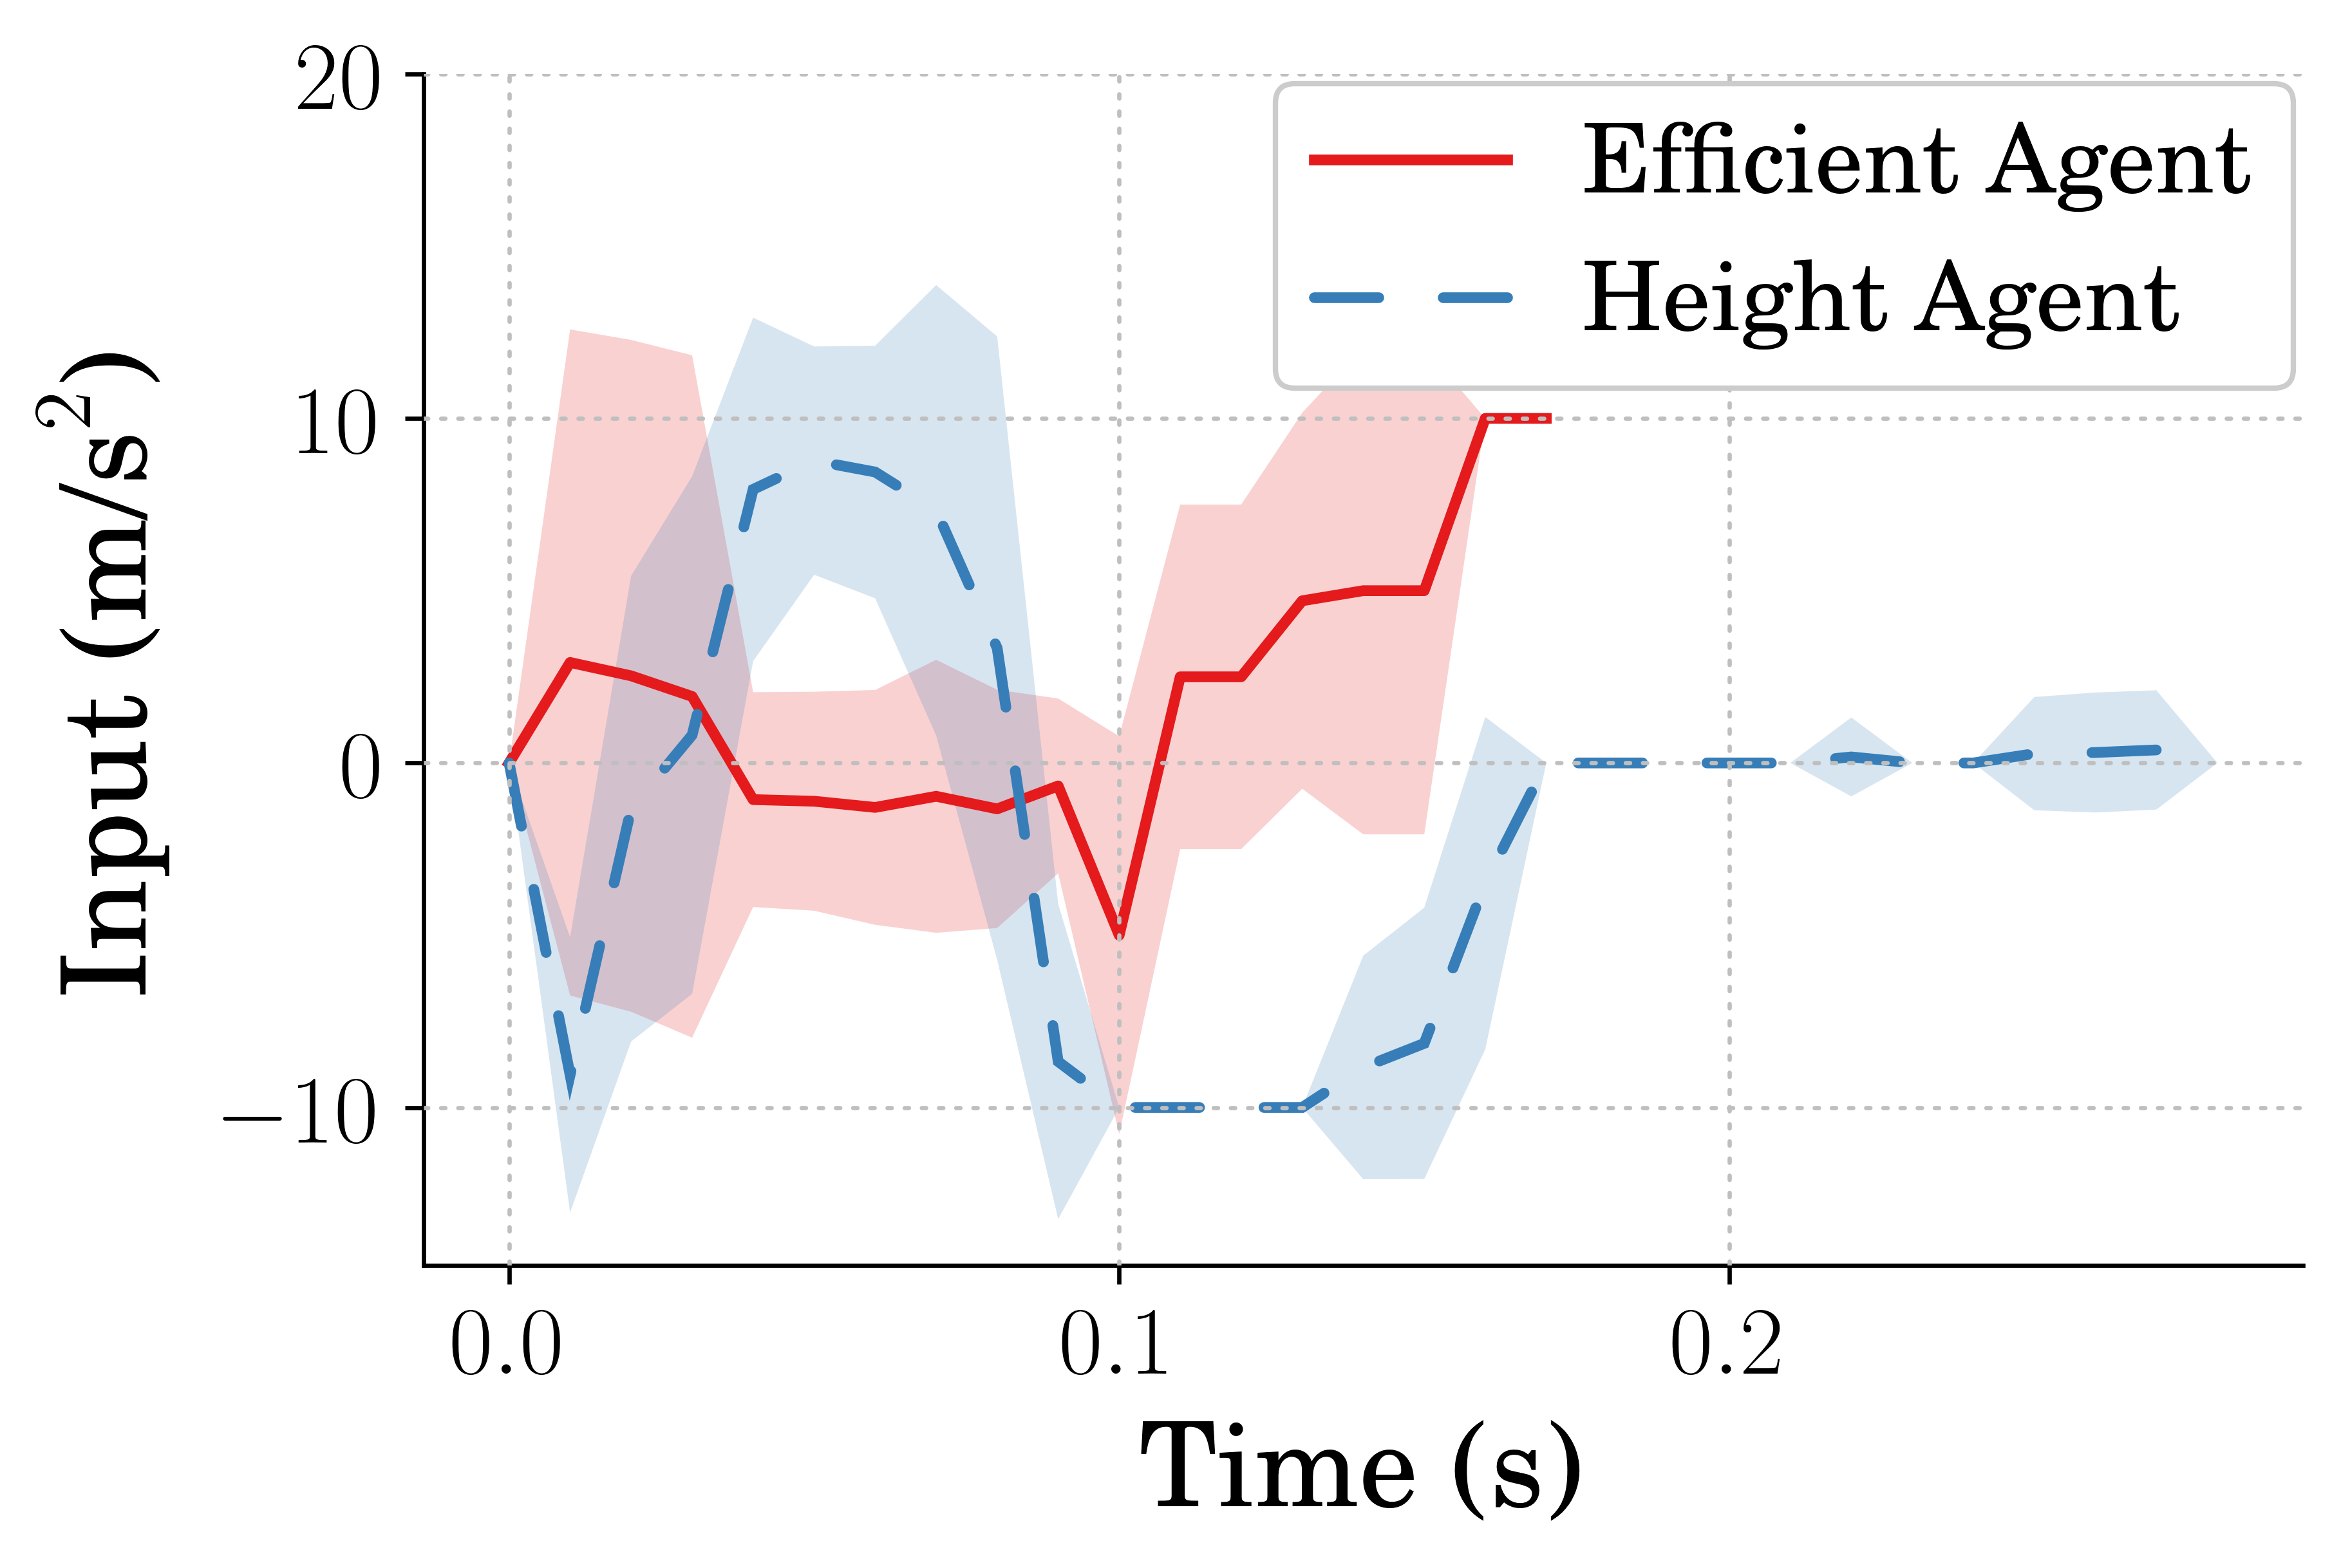 20
10
0
−10
Input (m/s²)
Efficient Agent
Height Agent
0.0 0.1 0.2
Time (s)